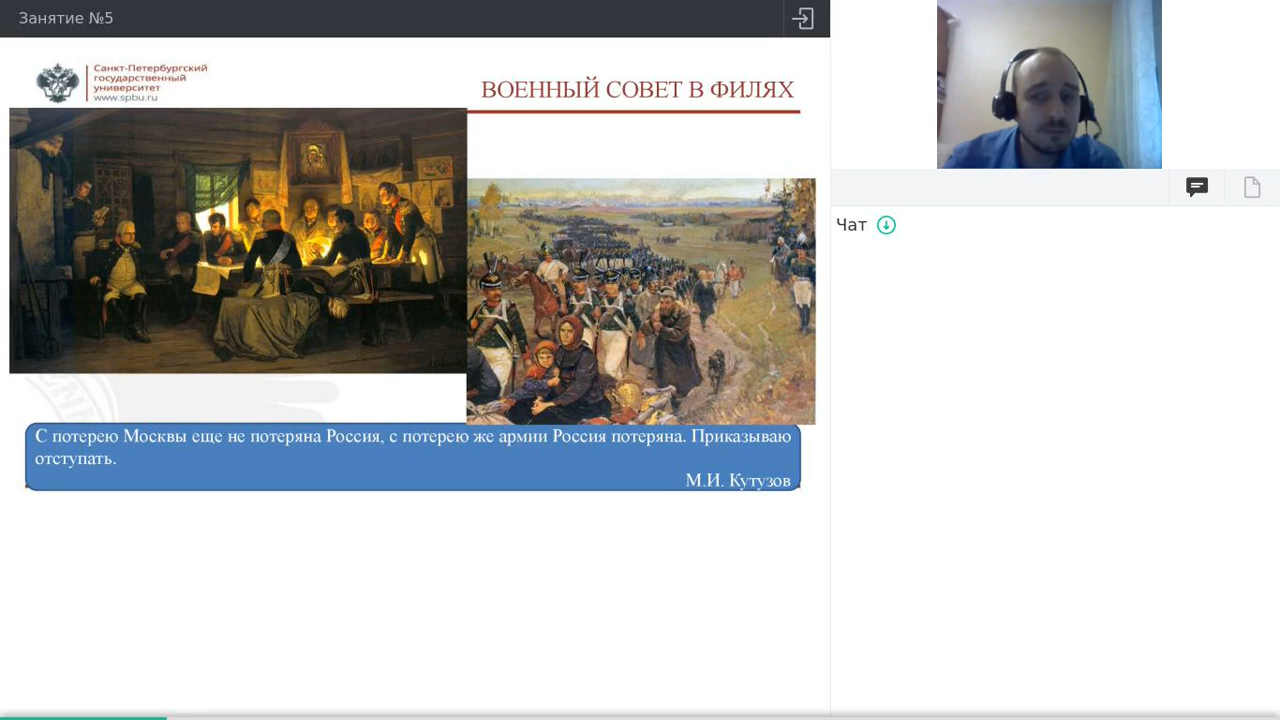 Занятие №5
Санкт-Петербургский
государственный
университет
www.spbu.ru
ВОЕННЫЙ СОВЕТ В ФИЛЯХ
С потерею Москвы еще не потеряна Россия, с потерею же армии Россия потеряна. Приказываю
отступать.
М.И. Кутузов
Чат